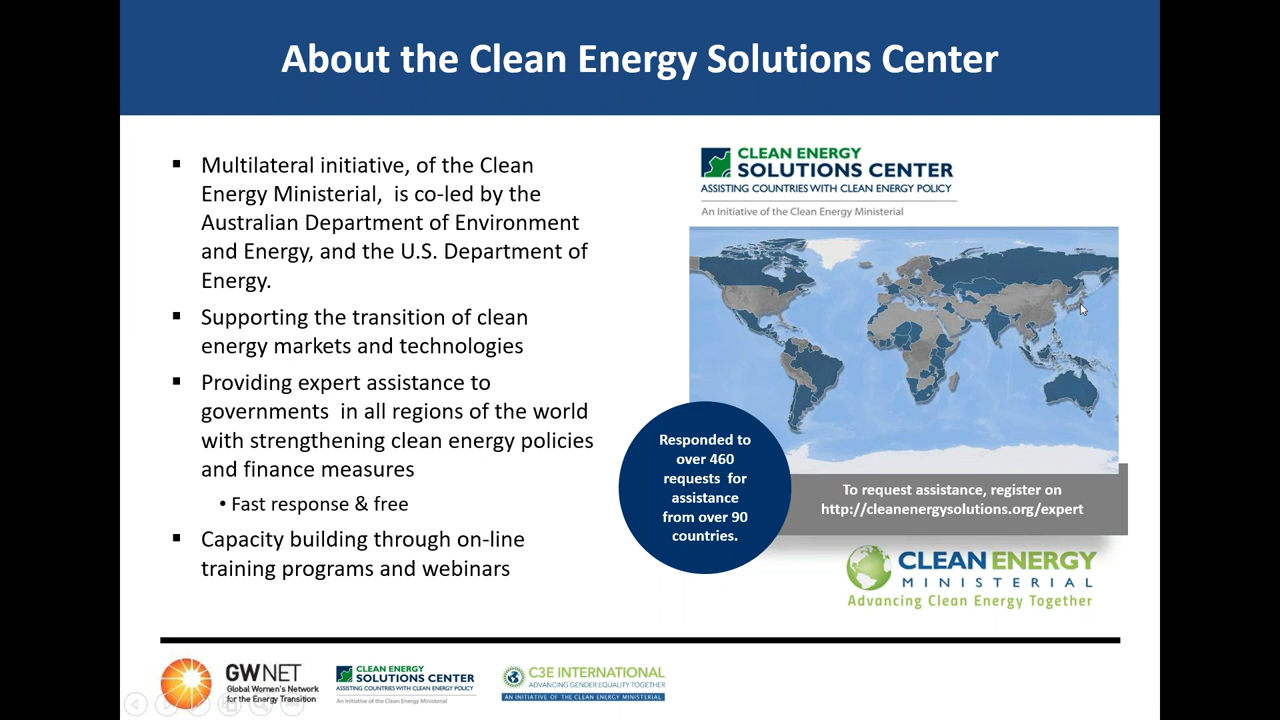 About the Clean Energy Solutions Center
▪ Multilateral initiative, of the Clean
Energy Ministerial,  is co-led by the
Australian Department of Environment
and Energy, and the U.S. Department of
Energy.
▪ Supporting the transition of clean
energy markets and technologies
▪ Providing expert assistance to
governments  in all regions of the world
with strengthening clean energy policies
and finance measures
• Fast response & free
▪ Capacity building through on-line
training programs and webinars
CLEAN ENERGY
SOLUTIONS CENTER
ASSISTING COUNTRIES WITH CLEAN ENERGY POLICY
An Initiative of the Clean Energy Ministerial
Responded to
over 460
requests  for
assistance
from over 90
countries.
To request assistance, register on
http://cleanenergysolutions.org/expert
CLEAN ENERGY
MINISTERIAL
Advancing Clean Energy Together
GWNET
Global Women's Network
for the Energy Transition
CLEAN ENERGY
SOLUTIONS CENTER
ASSISTING COUNTRIES WITH CLEAN ENERGY POLICY
An Initiative of the Clean Energy Ministerial
C3E INTERNATIONAL
ADVANCING GENDER EQUALITY TOGETHER
AN INITIATIVE OF THE CLEAN ENERGY MINISTERIAL